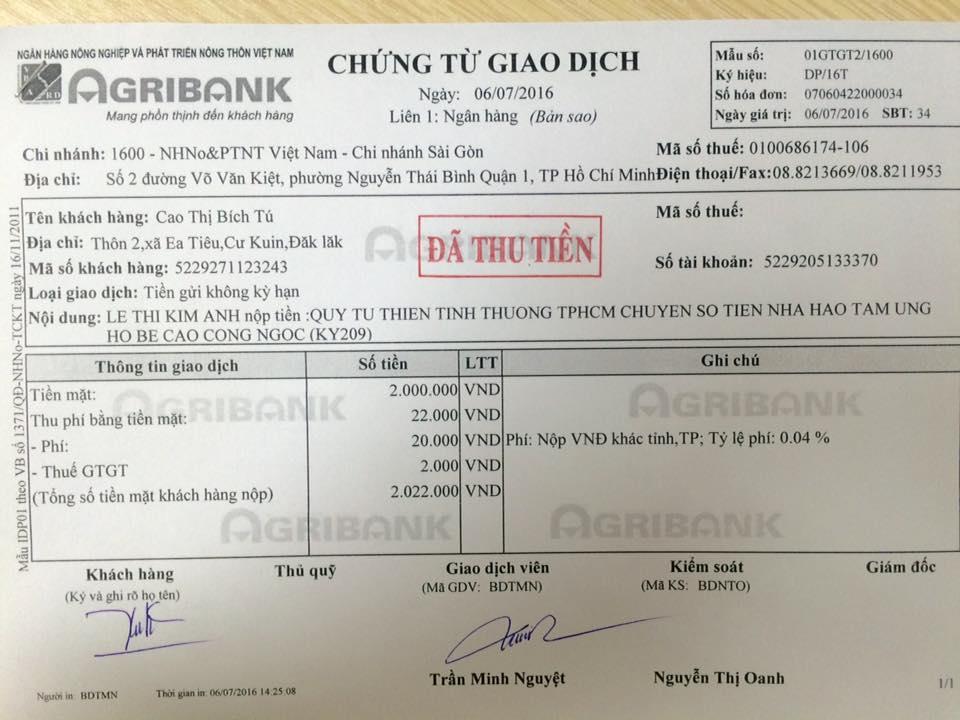 NGÂN HÀNG NÔNG NGHIỆP VÀ PHÁT TRIỂN NÔNG THÔN VIỆT NAM
AGRIBANK
Mang phồn thịnh đến khách hàng
CHỨNG TỪ GIAO DỊCH
Ngày: 06/07/2016
Liên 1: Ngân hàng (Bản sao)
Mẫu số: 01GTGT2/1600
Ký hiệu: DP/16T
Số hóa đơn: 07060422000034
Ngày giá trị: 06/07/2016 SBT: 34
Chi nhánh: 1600 - NHNo&PTNT Việt Nam - Chi nhánh Sài Gòn
Mã số thuế: 0100686174-106
Địa chỉ: Số 2 đường Võ Văn Kiệt, phường Nguyễn Thái Bình Quận 1, TP Hồ Chí Minh
Điện thoại/Fax:08.8213669/08.8211953
Tên khách hàng: Cao Thị Bích Tú
Mã số thuế:
Địa chỉ: Thôn 2,xã Ea Tiêu,Cư Kuin,Đăk lăk
ĐÃ THU TIỀN
Mã số khách hàng: 5229271123243
Số tài khoản: 5229205133370
Loại giao dịch: Tiền gửi không kỳ hạn
Nội dung: LE THI KIM ANH nộp tiền :QUY TU THIEN TINH THUONG TPHCM CHUYEN SO TIEN NHA HAO TAM UNG
HO BE CAO CONG NGOC (KY209)
Mẫu IDP01 theo VB số 1371/QĐ-NHNo-TCKT ngày 16/11/2011
Thông tin giao dịch Số tiền LTT Ghi chú
Tiền mặt: 2.000.000 VND
Thu phí bằng tiền mặt: 22.000 VND
- Phí: 20.000 VND Phí: Nộp VNĐ khác tỉnh,TP; Tỷ lệ phí: 0.04 %
- Thuế GTGT 2.000 VND
(Tổng số tiền mặt khách hàng nộp) 2.022.000 VND
AGRIBANK
AGRIBANK
AGRIBANK
AGRIBANK
Khách hàng Thủ quỹ Giao dịch viên Kiểm soát Giám đốc
(Ký và ghi rõ họ tên) (Mã GDV: BDTMN) (Mã KS: BDNTO)
Trần Minh Nguyệt Nguyễn Thị Oanh
Người in: BDTMN Thời gian in: 06/07/2016 14:25:08
1/1